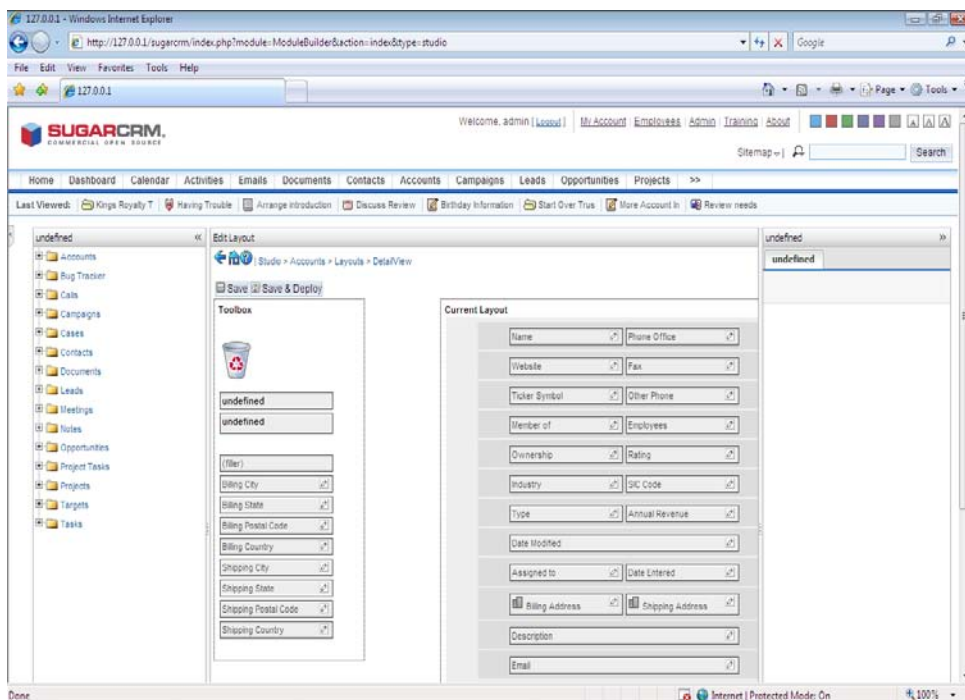 127.0.0.1 - Windows Internet Explorer
http://127.0.0.1/sugarcrm/index.php?module=ModuleBuilder&action=index&type=studio
Google
File Edit View Favorites Tools Help
127.0.0.1
Page Tools
SUGARCRM.
COMMERCIAL OPEN SOURCE
Welcome, admin [Logout] My Account Employees Admin Training About
A A A
Sitemap Search
Home Dashboard Calendar Activities Emails Documents Contacts Accounts Campaigns Leads Opportunities Projects >>
Last Viewed: Kings Royalty T Having Trouble Arrange introduction Discuss Review Birthday Information Start Over Trus More Account In Review needs
undefined «
Accounts
Bug Tracker
Calls
Campaigns
Cases
Contacts
Documents
Leads
Meetings
Notes
Opportunities
Project Tasks
Projects
Targets
Tasks
Edit Layout
Studio > Accounts > Layouts > DetailView
Save Save & Deploy
Toolbox
undefined
undefined
(filler)
Billing City
Billing State
Billing Postal Code
Billing Country
Shipping City
Shipping State
Shipping Postal Code
Shipping Country
Current Layout
Name Phone Office
Website Fax
Ticker Symbol Other Phone
Member of Employees
Ownership Rating
Industry SIC Code
Type Annual Revenue
Date Modified
Assigned to Date Entered
Billing Address Shipping Address
Description
Email
undefined »
undefined
Done
Internet | Protected Mode: On
100%